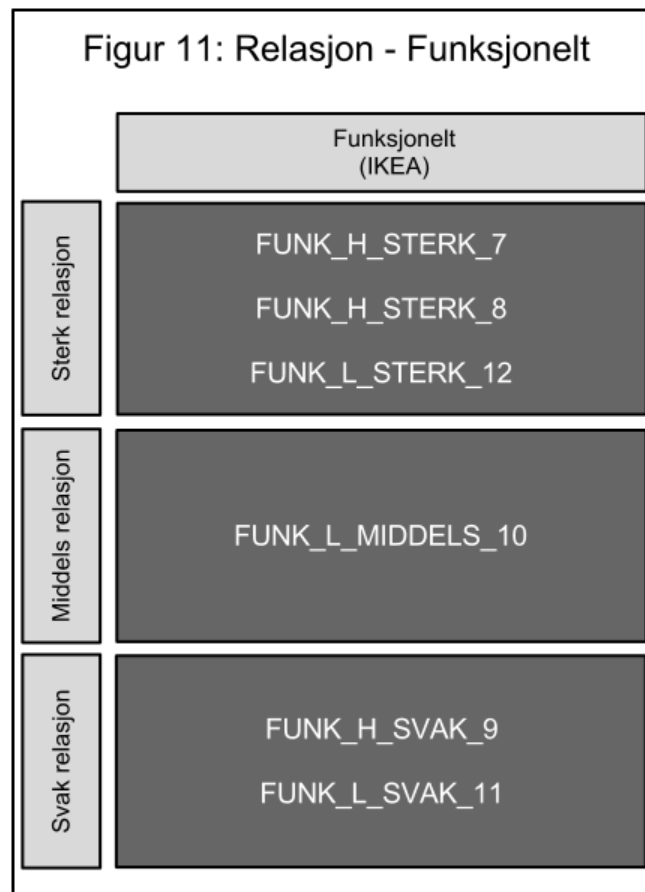 Figur 11: Relasjon - Funksjonelt
Funksjonelt
(IKEA)
Sterk relasjon
FUNK_H_STERK_7
FUNK_H_STERK_8
FUNK_L_STERK_12
Middels relasjon
FUNK_L_MIDDELS_10
Svak relasjon
FUNK_H_SVAK_9
FUNK_L_SVAK_11